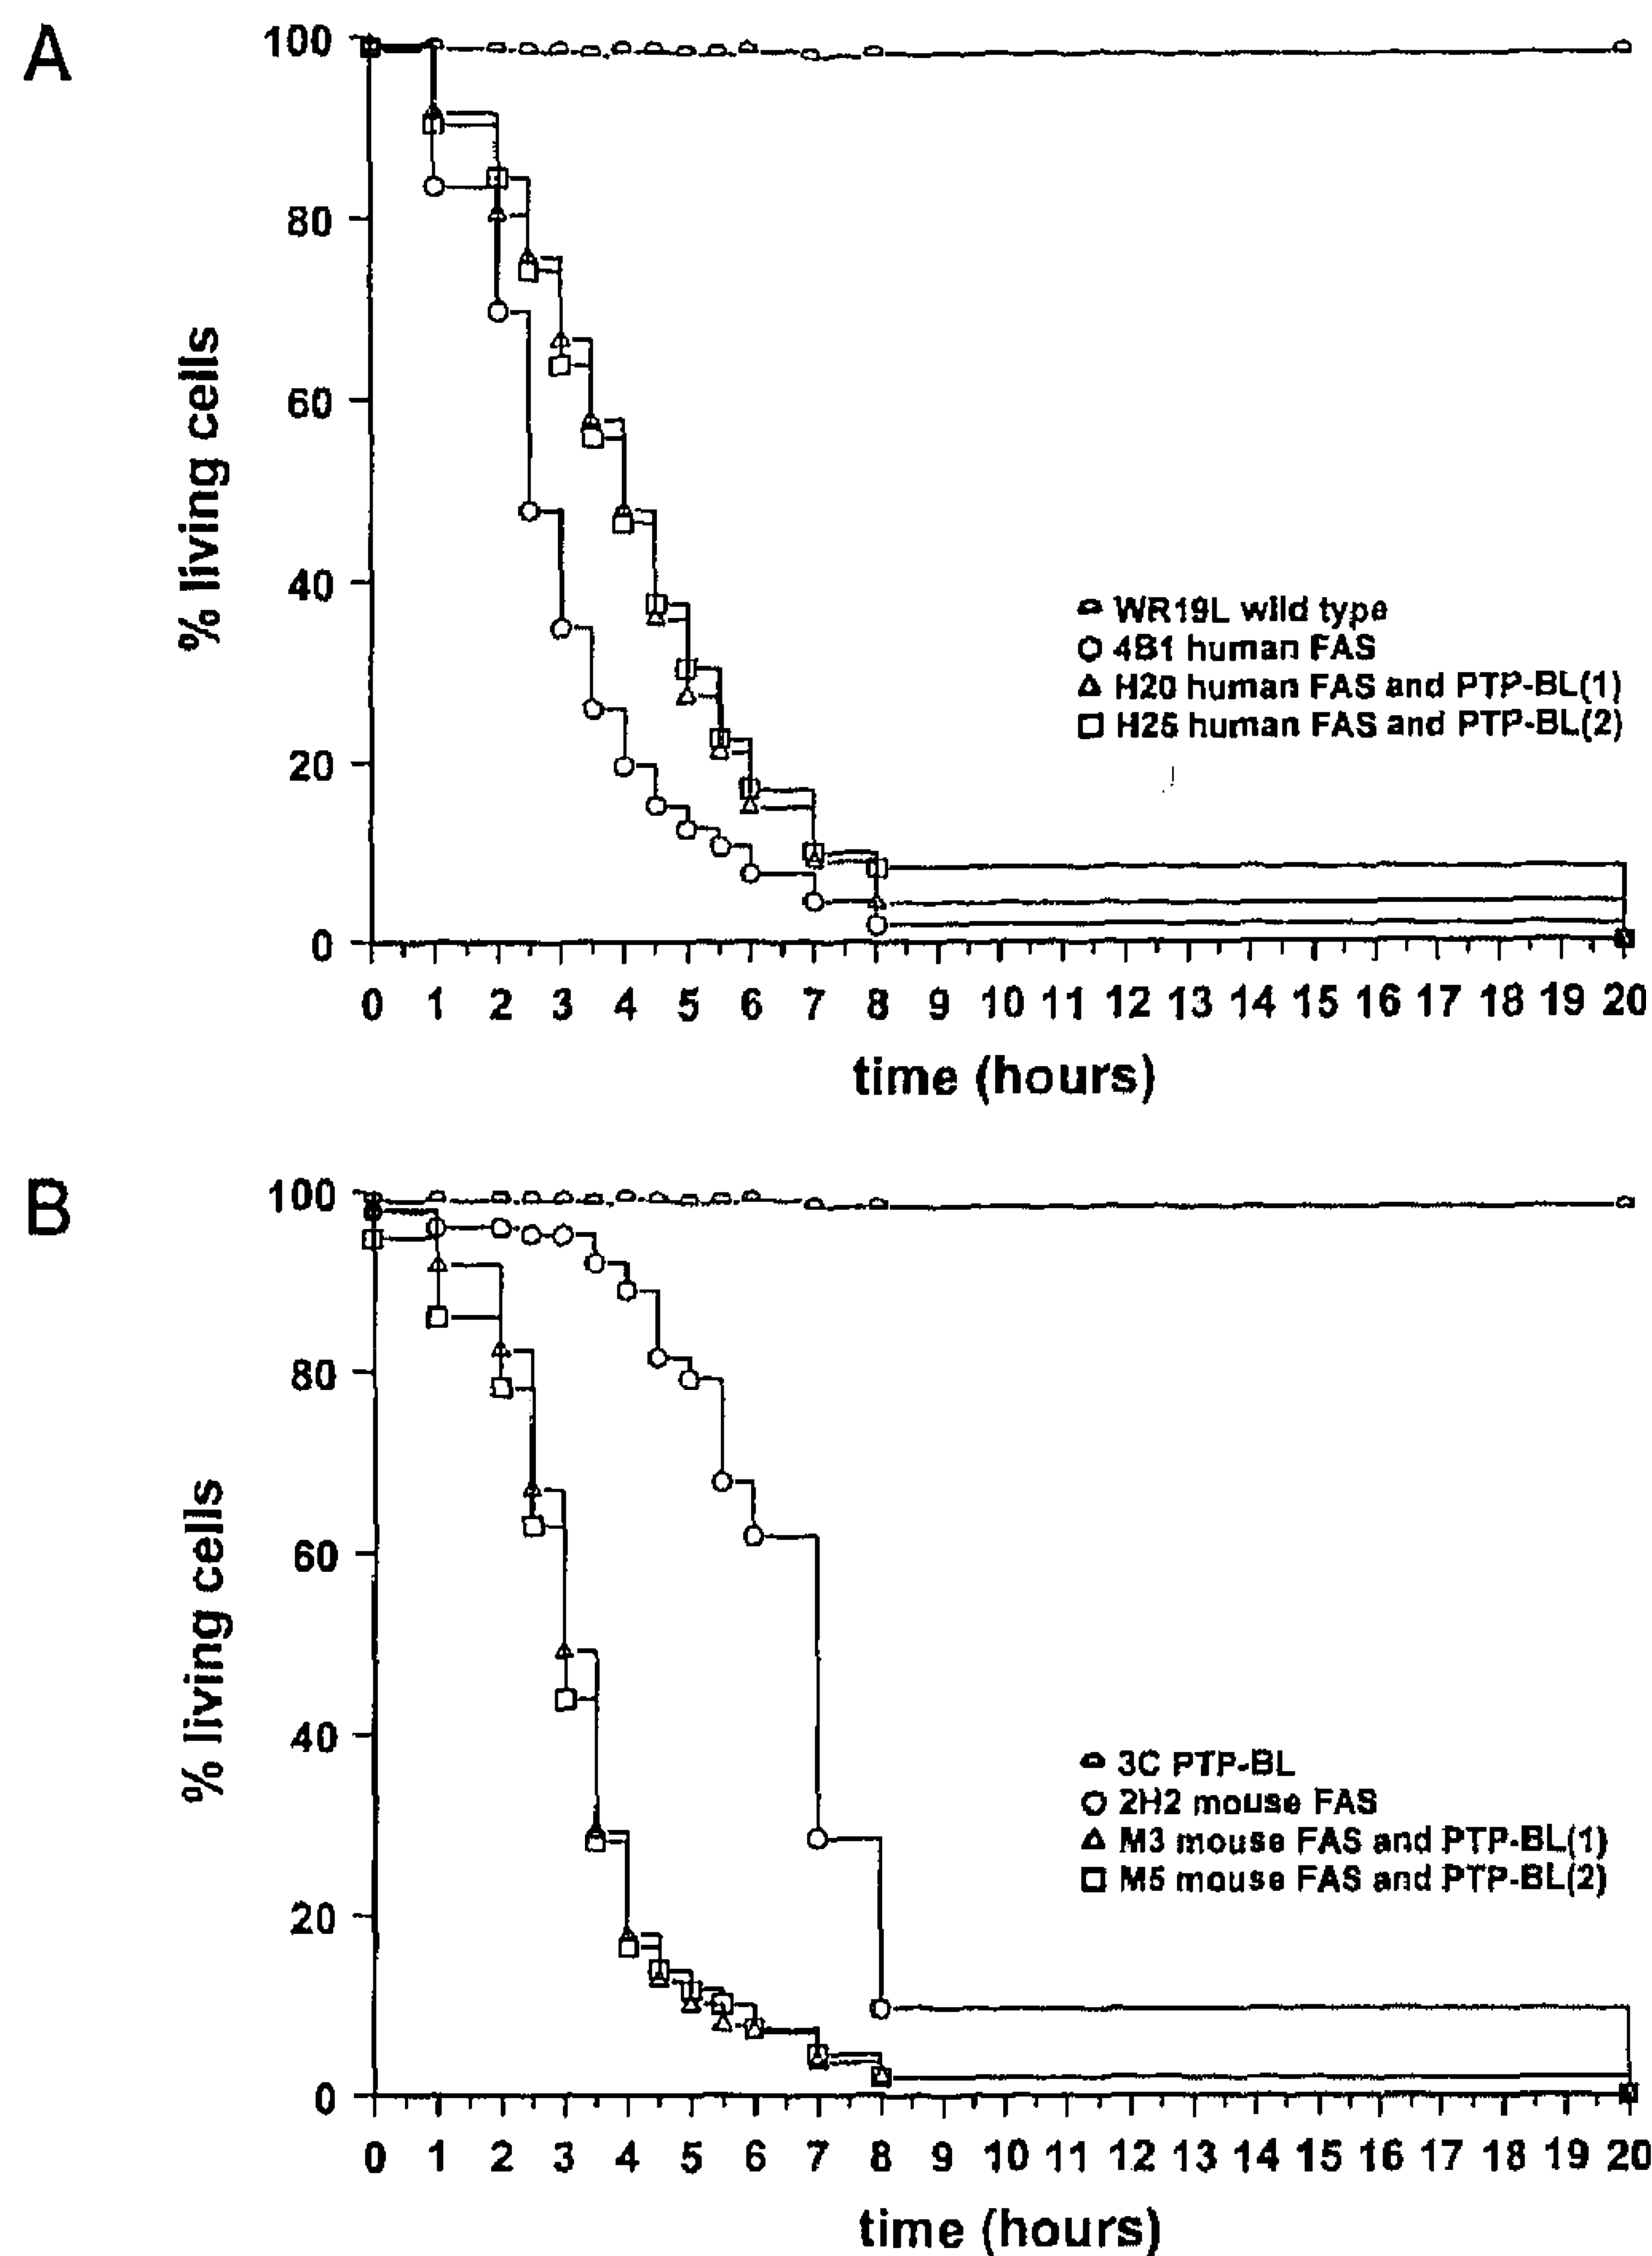 A
100
80
60
40
20
0
% living cells
WR19L wild type
4B1 human FAS
H20 human FAS and PTP-BL(1)
H25 human FAS and PTP-BL(2)
0 1 2 3 4 5 6 7 8 9 10 11 12 13 14 15 16 17 18 19 20
time (hours)
B
100
80
60
40
20
0
% living cells
3C PTP-BL
2H2 mouse FAS
M3 mouse FAS and PTP-BL(1)
M5 mouse FAS and PTP-BL(2)
0 1 2 3 4 5 6 7 8 9 10 11 12 13 14 15 16 17 18 19 20
time (hours)